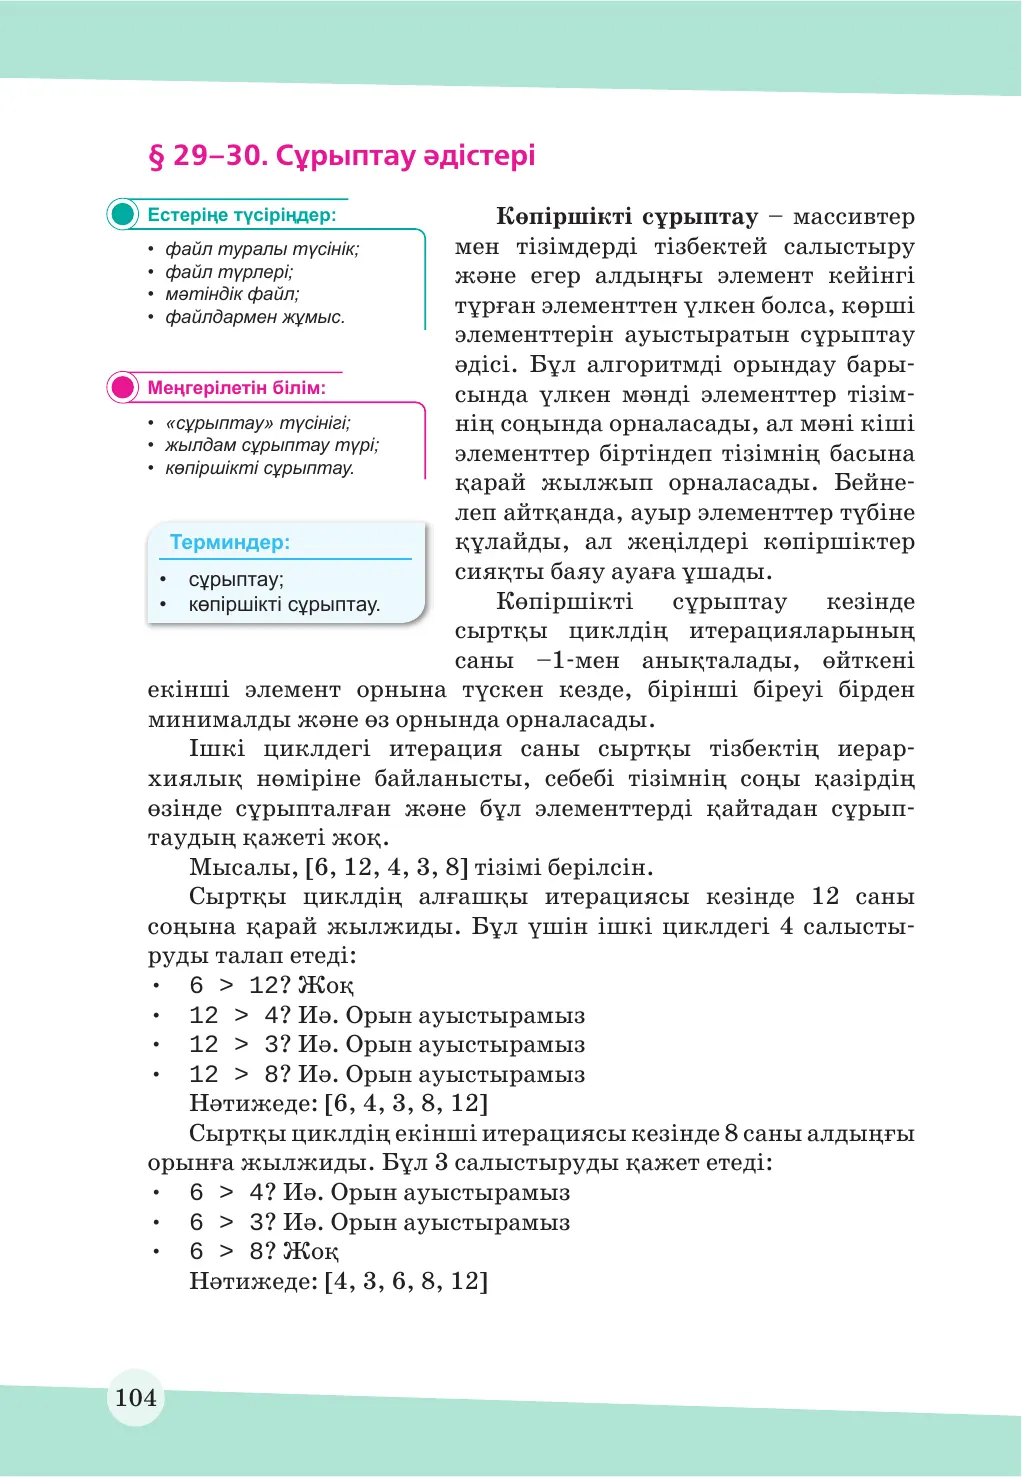 § 29–30. Сұрыптау әдістері
Естеріңе түсіріңдер:
• файл туралы түсінік;
• файл түрлері;
• мәтіндік файл;
• файлдармен жұмыс.
Меңгерілетін білім:
• «сұрыптау» түсінігі;
• жылдам сұрыптау түрі;
• көпіршікті сұрыптау.
Терминдер:
• сұрыптау;
• көпіршікті сұрыптау.
Көпіршікті сұрыптау – массивтер
мен тізімдерді тізбектей салыстыру
және егер алдыңғы элемент кейінгі
тұрған элементтен үлкен болса, көрші
элементтерін ауыстыратын сұрыптау
әдісі. Бұл алгоритмді орындау бары-
сында үлкен мәнді элементтер тізім-
нің соңында орналасады, ал мәні кіші
элементтер біртіндеп тізімнің басына
қарай жылжып орналасады. Бейне-
леп айтқанда, ауыр элементтер түбіне
құлайды, ал жеңілдері көпіршіктер
сияқты баяу ауаға ұшады.
Көпіршікті сұрыптау кезінде
сыртқы циклдің итерацияларының
саны –1-мен анықталады, өйткені
екінші элемент орнына түскен кезде, бірінші біреуі бірден
минималды және өз орнында орналасады.
Ішкі циклдегі итерация саны сыртқы тізбектің иерар-
хиялық нөміріне байланысты, себебі тізімнің соңы қазірдің
өзінде сұрыпталған және бұл элементтерді қайтадан сұрып-
таудың қажеті жоқ.
Мысалы, [6, 12, 4, 3, 8] тізімі берілсін.
Сыртқы циклдің алғашқы итерациясы кезінде 12 саны
соңына қарай жылжиды. Бұл үшін ішкі циклдегі 4 салысты-
руды талап етеді:
• 6 > 12? Жоқ
• 12 > 4? Иә. Орын ауыстырамыз
• 12 > 3? Иә. Орын ауыстырамыз
• 12 > 8? Иә. Орын ауыстырамыз
Нәтижеде: [6, 4, 3, 8, 12]
Сыртқы циклдің екінші итерациясы кезінде 8 саны алдыңғы
орынға жылжиды. Бұл 3 салыстыруды қажет етеді:
• 6 > 4? Иә. Орын ауыстырамыз
• 6 > 3? Иә. Орын ауыстырамыз
• 6 > 8? Жоқ
Нәтижеде: [4, 3, 6, 8, 12]
104